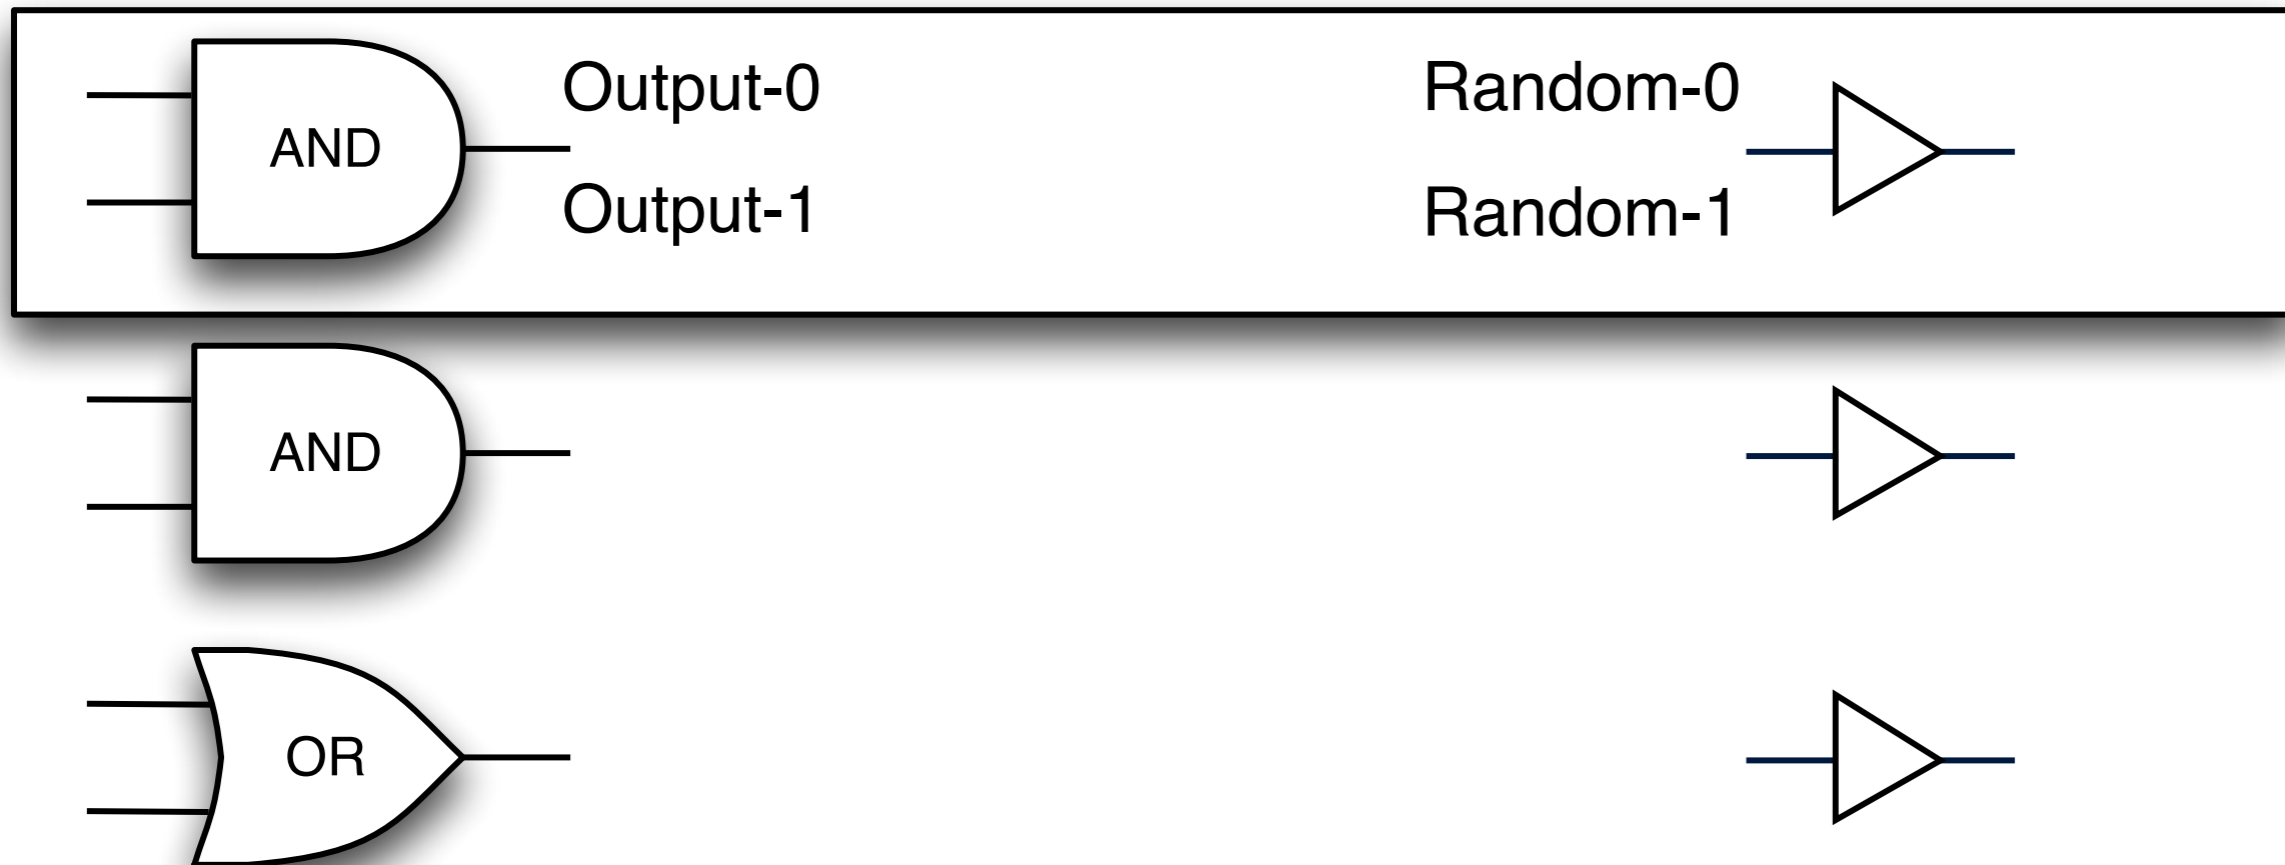 Output-0 Random-0
AND
Output-1 Random-1
AND
OR